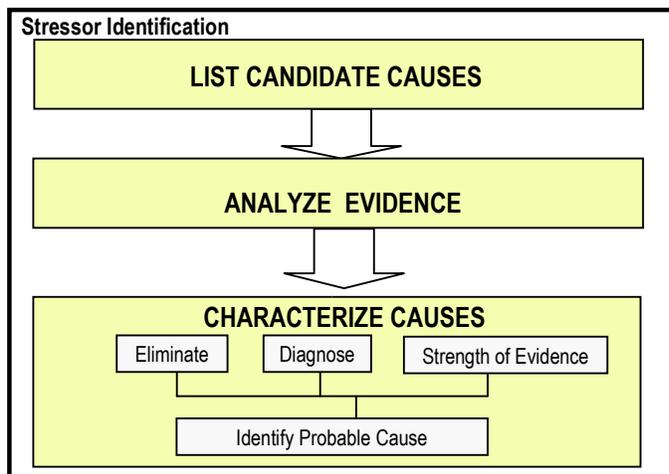 Stressor Identification
LIST CANDIDATE CAUSES
ANALYZE EVIDENCE
CHARACTERIZE CAUSES
Eliminate
Diagnose
Strength of Evidence
Identify Probable Cause